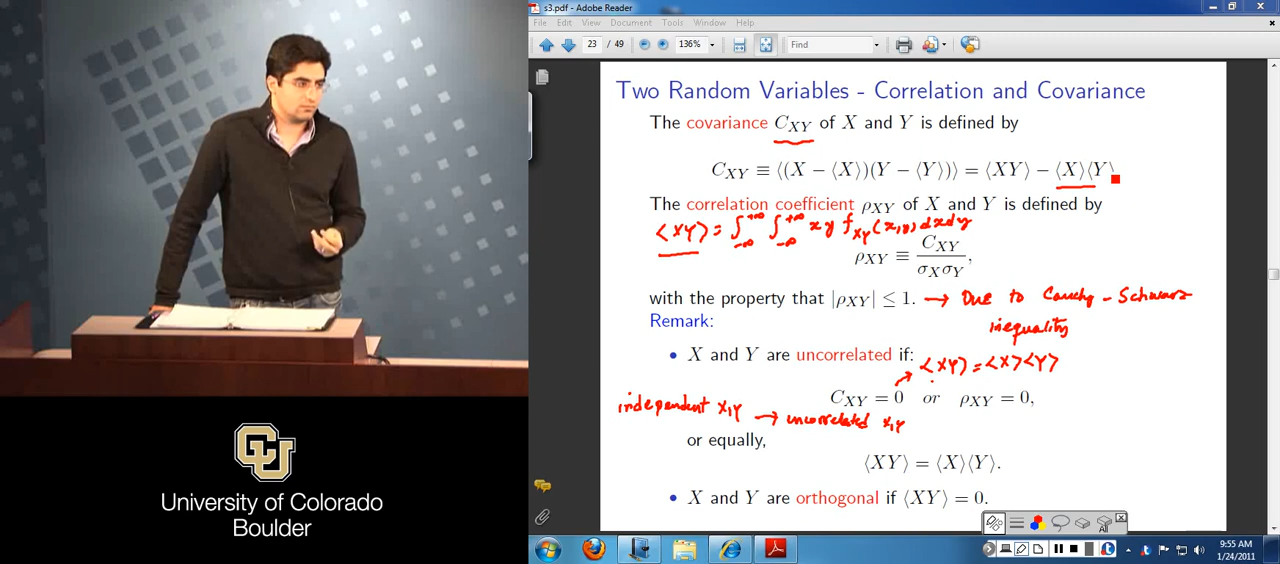 s3.pdf - Adobe Reader
File Edit View Document Tools Window Help
23 / 49 136% Find
Two Random Variables - Correlation and Covariance
The covariance C_XY of X and Y is defined by
C_XY ≡ ⟨(X − ⟨X⟩)(Y − ⟨Y⟩)⟩ = ⟨XY⟩ − ⟨X⟩⟨Y⟩
The correlation coefficient ρ_XY of X and Y is defined by
⟨XY⟩ = ∫_{-∞}^{+∞} ∫_{-∞}^{+∞} xy f_XY(x,y) dxdy
ρ_XY ≡ C_XY / σ_X σ_Y,
with the property that |ρ_XY| ≤ 1. → Due to Cauchy - Schwarz
inequality
Remark:
• X and Y are uncorrelated if:
⟨XY⟩ = ⟨X⟩⟨Y⟩
C_XY = 0 or ρ_XY = 0,
independent X,Y → uncorrelated X,Y
or equally,
⟨XY⟩ = ⟨X⟩⟨Y⟩.
• X and Y are orthogonal if ⟨XY⟩ = 0.
All
9:55 AM
1/24/2011
CU
University of Colorado
Boulder